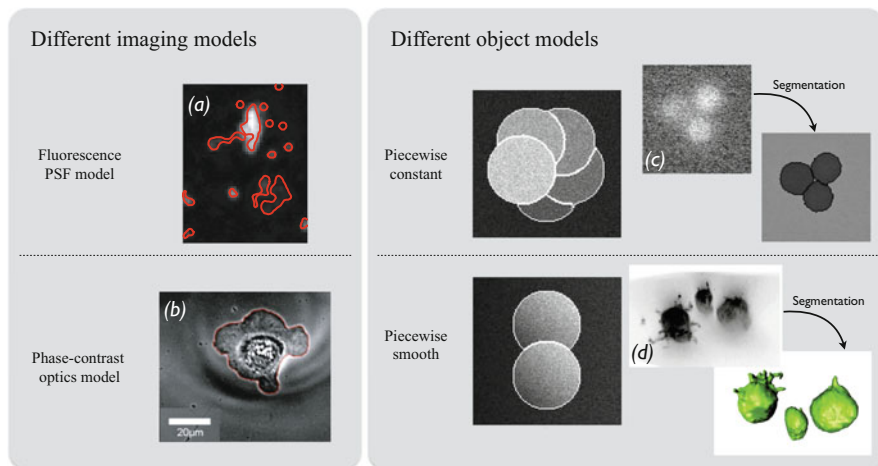 Different imaging models
(a)
Fluorescence
PSF model
(b)
Phase-contrast
optics model
20µm
Different object models
Piecewise
constant
(c)
Segmentation
Piecewise
smooth
(d)
Segmentation